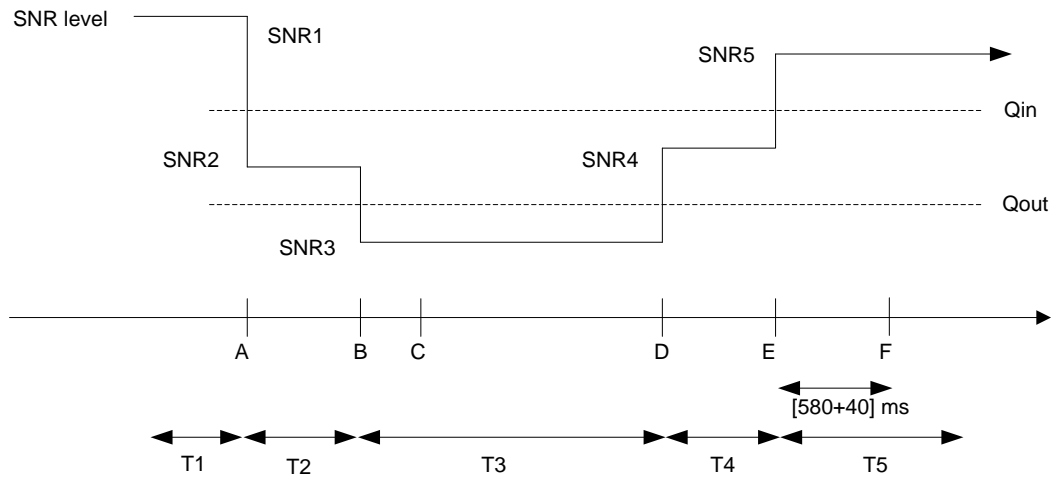 SNR level
SNR1
SNR5
Qin
SNR2
SNR4
Qout
SNR3
A
B
C
D
E
F
[580+40] ms
T1
T2
T3
T4
T5